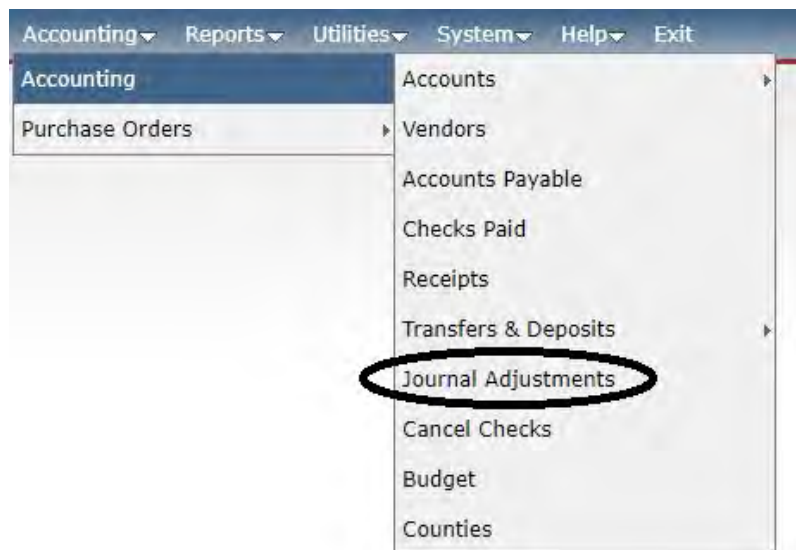 Accounting Reports Utilities System Help Exit
Accounting
Purchase Orders
Accounts
Vendors
Accounts Payable
Checks Paid
Receipts
Transfers & Deposits
Journal Adjustments
Cancel Checks
Budget
Counties